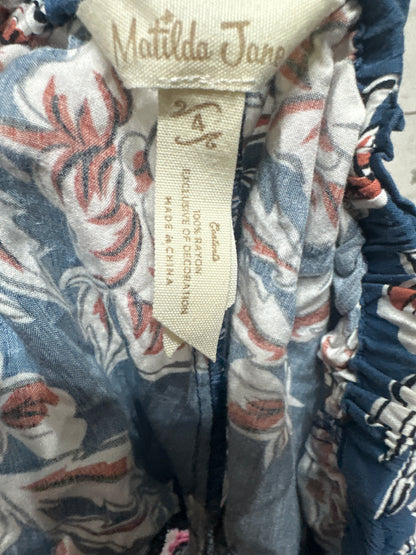 Matilda Jane
4
Contents
100% RAYON
EXCLUSIVE OF DECORATION
MADE in CHINA